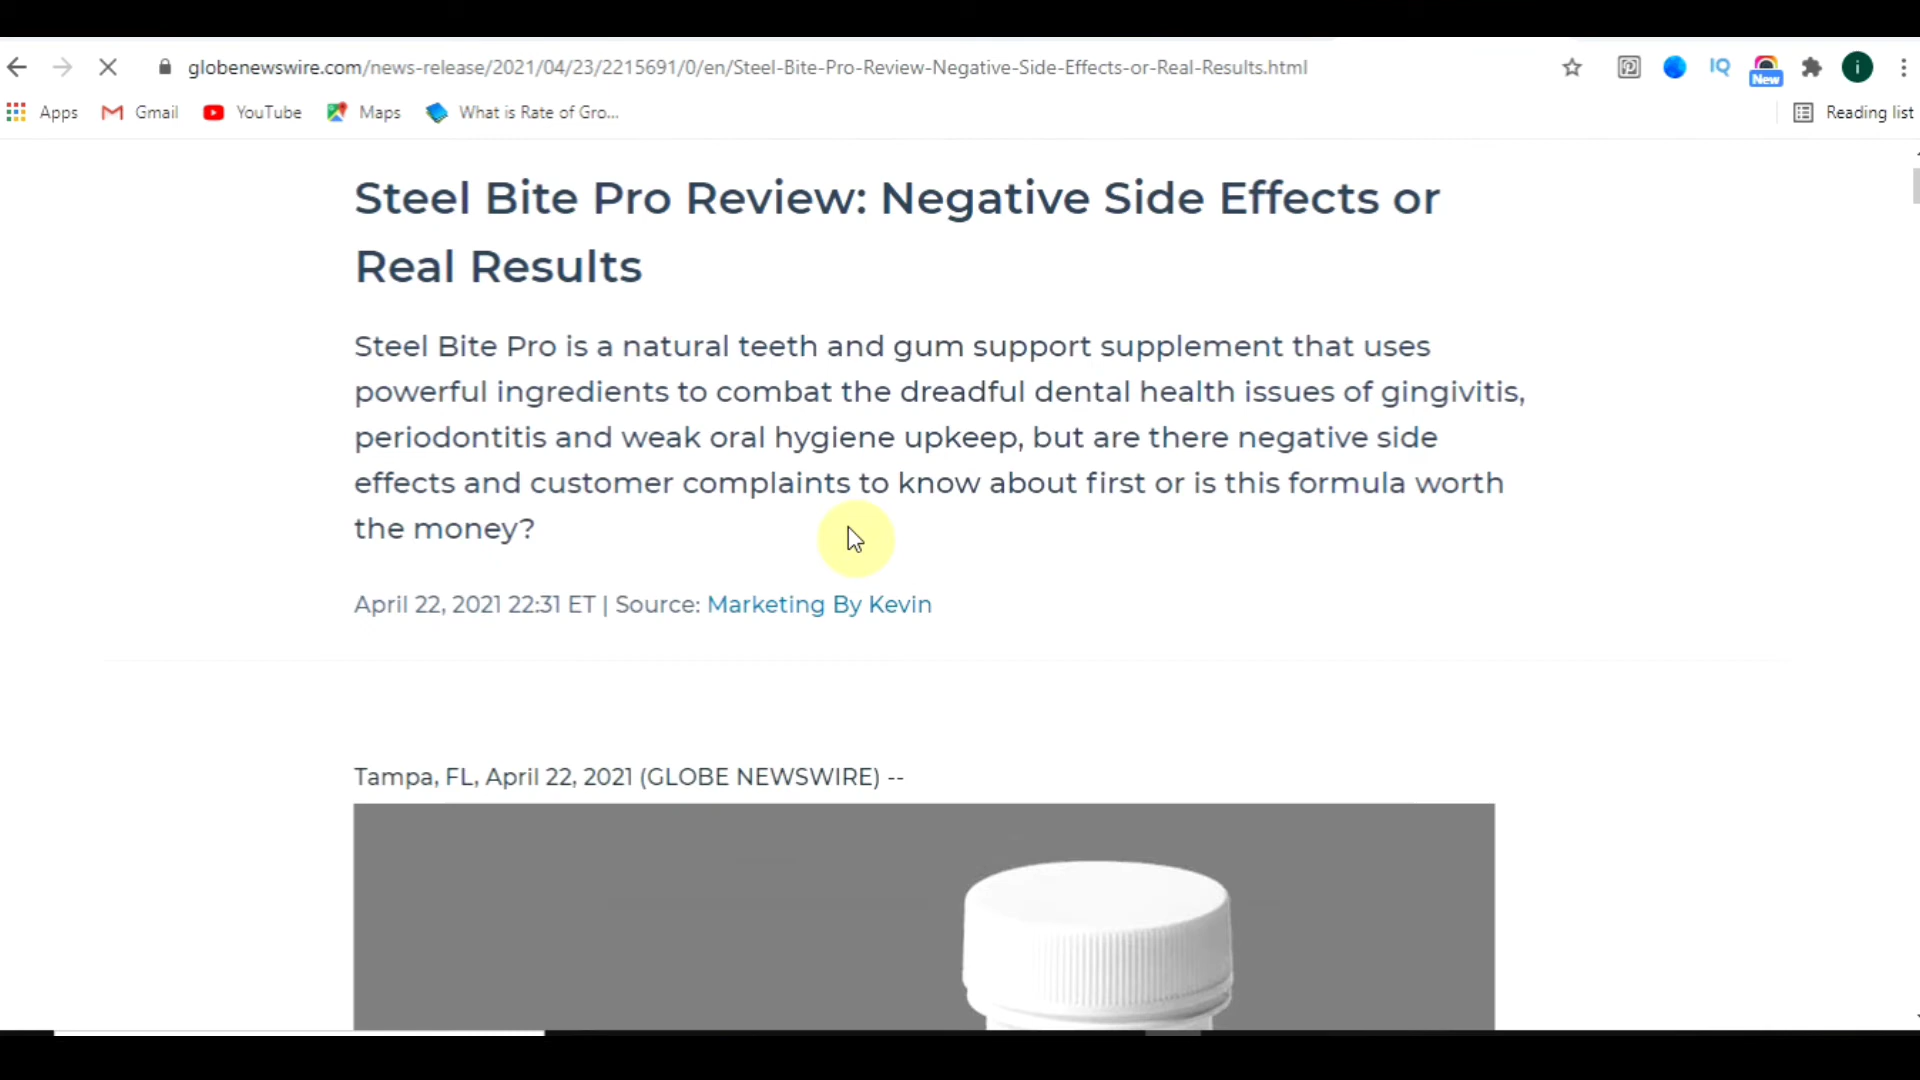 globenewswire.com/news-release/2021/04/23/2215691/0/en/Steel-Bite-Pro-Review-Negative-Side-Effects-or-Real-Results.html
IQ
New
i
Apps
Gmail
YouTube
Maps
What is Rate of Gro...
Reading list
Steel Bite Pro Review: Negative Side Effects or
Real Results
Steel Bite Pro is a natural teeth and gum support supplement that uses
powerful ingredients to combat the dreadful dental health issues of gingivitis,
periodontitis and weak oral hygiene upkeep, but are there negative side
effects and customer complaints to know about first or is this formula worth
the money?
April 22, 2021 22:31 ET | Source: Marketing By Kevin
Tampa, FL, April 22, 2021 (GLOBE NEWSWIRE) --